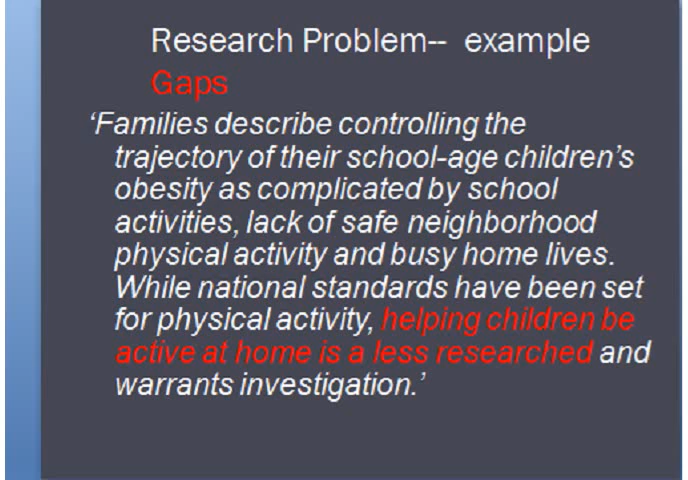 Research Problem-- example
Gaps
‘Families describe controlling the
trajectory of their school-age children’s
obesity as complicated by school
activities, lack of safe neighborhood
physical activity and busy home lives.
While national standards have been set
for physical activity, helping children be
active at home is a less researched and
warrants investigation.’